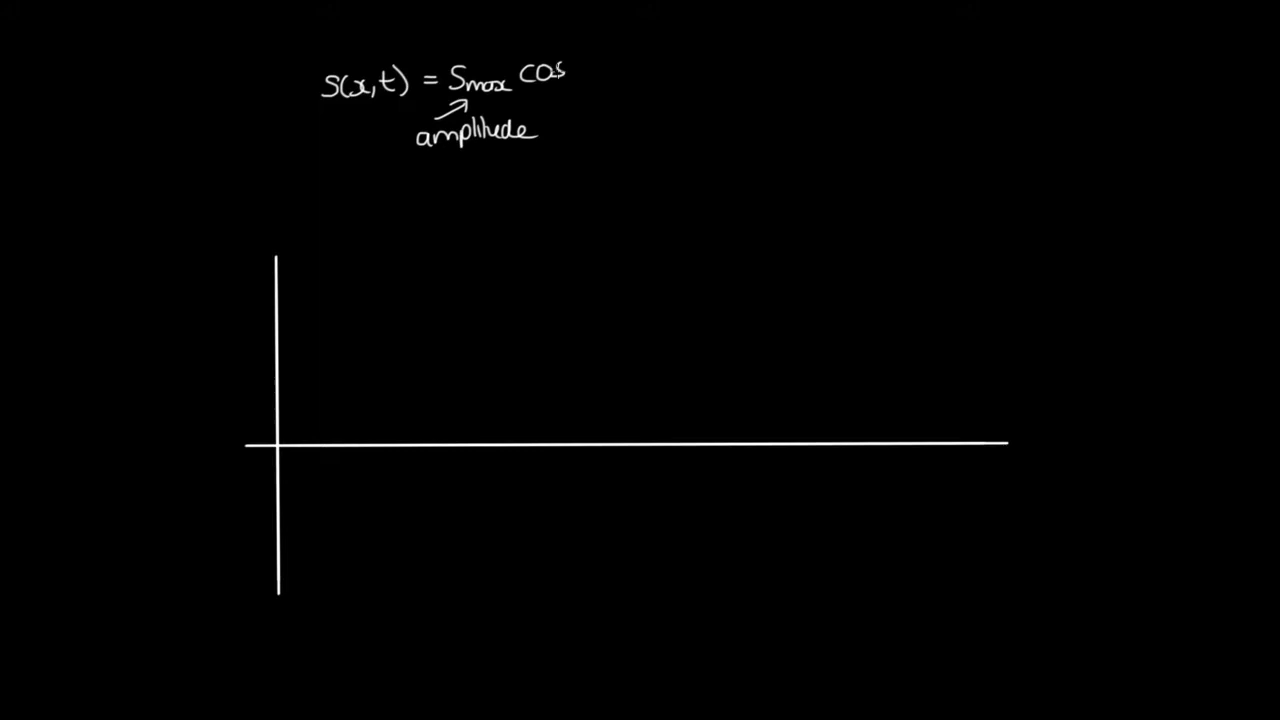 S(x,t) = Smax cos
amplitude